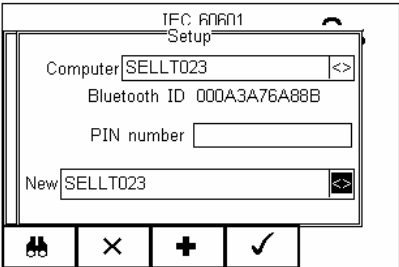 IEC 60601
Setup
Computer SELLT023 <>
Bluetooth ID 000A3A76A88B
PIN number
New SELLT023 <>